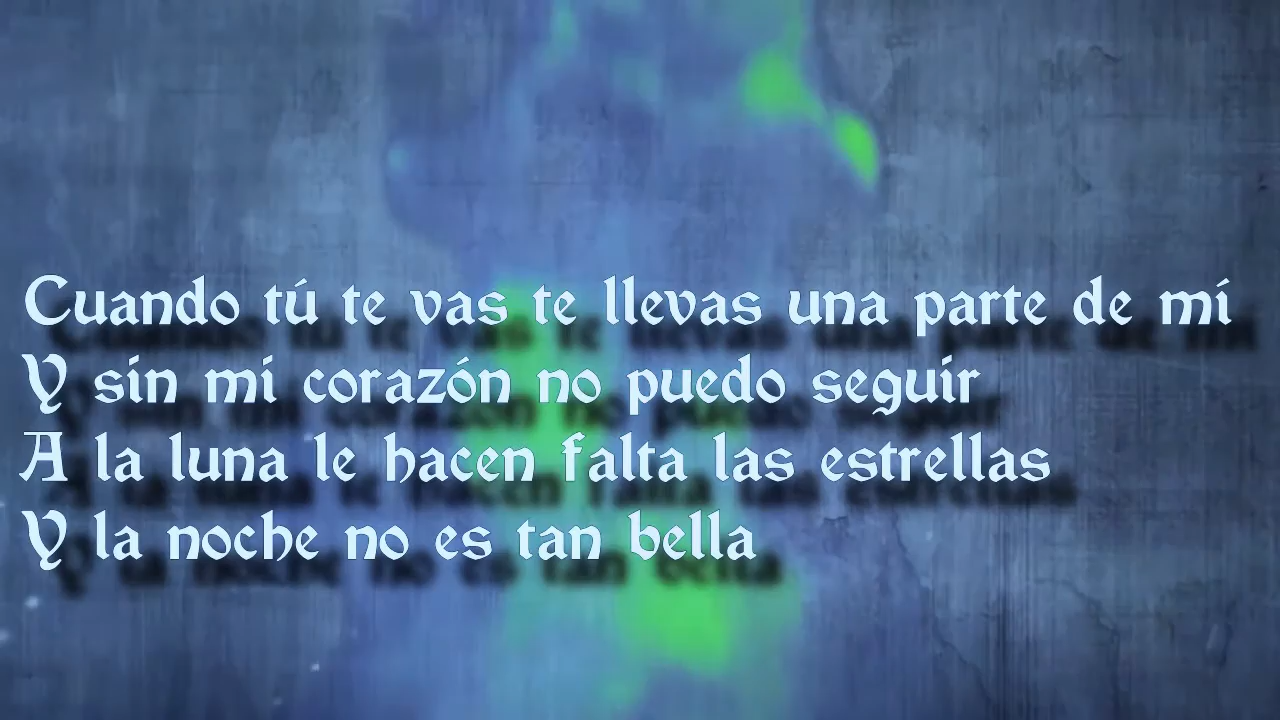 Cuando tú te vas te llevas una parte de mí
Y sin mi corazón no puedo seguir
A la luna le hacen falta las estrellas
Y la noche no es tan bella